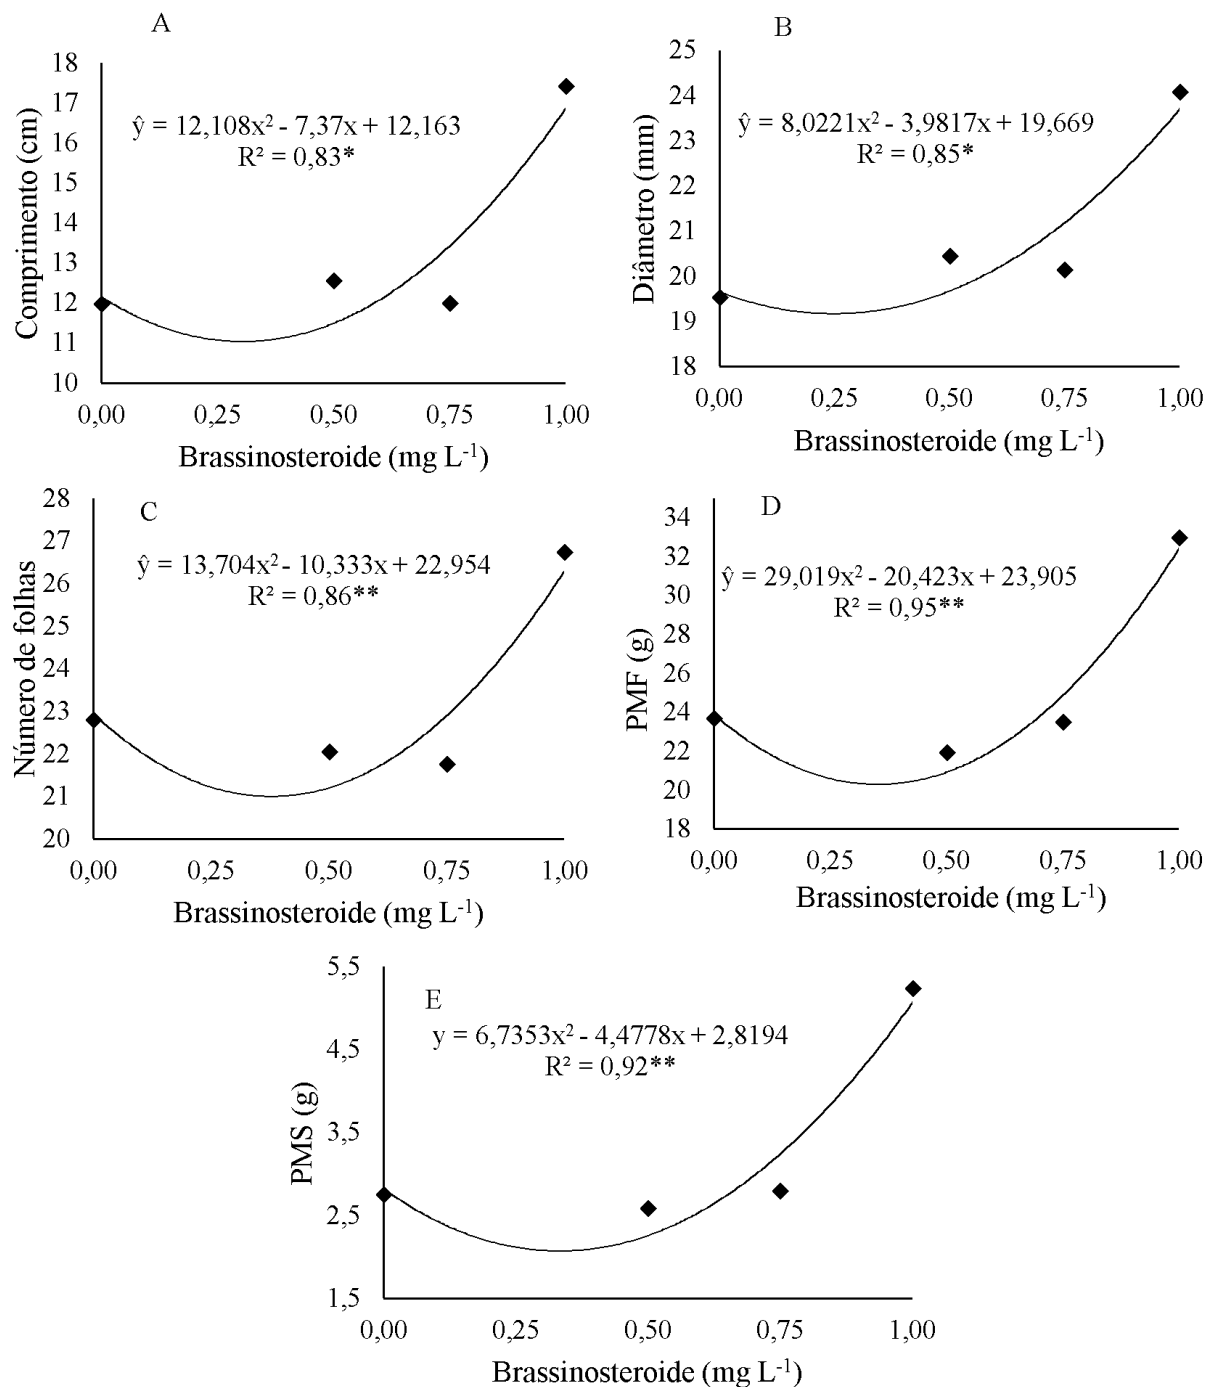 A
18
17
16
15
14
13
12
11
10
Comprimento (cm)
ŷ = 12,108x² - 7,37x + 12,163
R² = 0,83*
0,00 0,25 0,50 0,75 1,00
Brassinosteroide (mg L⁻¹)
B
25
24
23
22
21
20
19
18
Diâmetro (mm)
ŷ = 8,0221x² - 3,9817x + 19,669
R² = 0,85*
0,00 0,25 0,50 0,75 1,00
Brassinosteroide (mg L⁻¹)
C
28
27
26
25
24
23
22
21
20
Número de folhas
ŷ = 13,704x² - 10,333x + 22,954
R² = 0,86**
0,00 0,25 0,50 0,75 1,00
Brassinosteroide (mg L⁻¹)
D
34
32
30
28
26
24
22
20
18
PMF (g)
ŷ = 29,019x² - 20,423x + 23,905
R² = 0,95**
0,00 0,25 0,50 0,75 1,00
Brassinosteroide (mg L⁻¹)
E
5,5
4,5
3,5
2,5
1,5
PMS (g)
y = 6,7353x² - 4,4778x + 2,8194
R² = 0,92**
0,00 0,25 0,50 0,75 1,00
Brassinosteroide (mg L⁻¹)